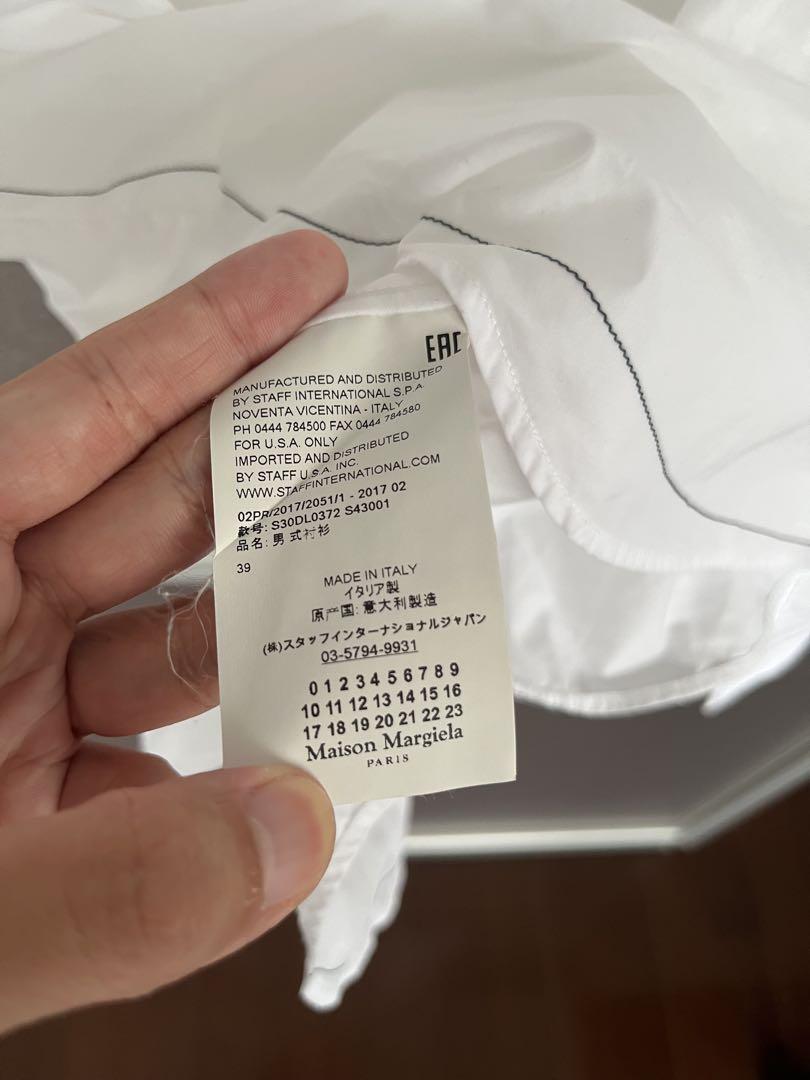 EAC
MANUFACTURED AND DISTRIBUTED
BY STAFF INTERNATIONAL S.P.A.
NOVENTA VICENTINA - ITALY
PH 0444 784500 FAX 0444 784580
FOR U.S.A. ONLY
IMPORTED AND DISTRIBUTED
BY STAFF U.S.A. INC.
WWW.STAFFINTERNATIONAL.COM
02PR/2017/2051/1 - 2017 02
款号: S30DL0372 S43001
品名: 男式衬衫
39
MADE IN ITALY
イタリア製
原产国: 意大利製造
(株)スタッフインターナショナルジャパン
03-5794-9931
0 1 2 3 4 5 6 7 8 9
10 11 12 13 14 15 16
17 18 19 20 21 22 23
Maison Margiela
PARIS